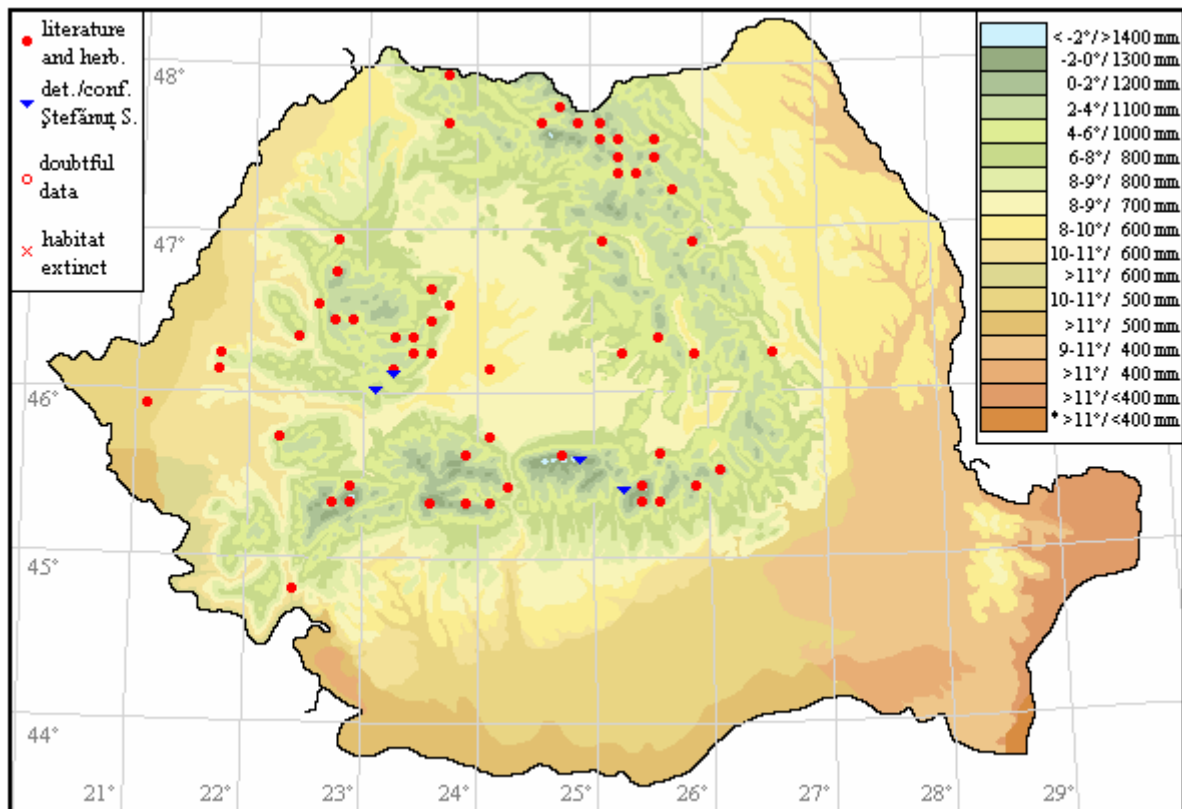 literature
and herb.
det./conf.
Ştefănuţ S.
doubtful
data
habitat
extinct
< -2°/>1400 mm
-2-0°/1300 mm
0-2°/1200 mm
2-4°/1100 mm
4-6°/1000 mm
6-8°/ 800 mm
8-9°/ 800 mm
8-9°/ 700 mm
8-10°/ 600 mm
10-11°/ 600 mm
>11°/ 600 mm
10-11°/ 500 mm
>11°/ 500 mm
9-11°/ 400 mm
>11°/ 400 mm
>11°/<400 mm
* >11°/<400 mm
48°
47°
46°
45°
44°
21° 22° 23° 24° 25° 26° 27° 28° 29°